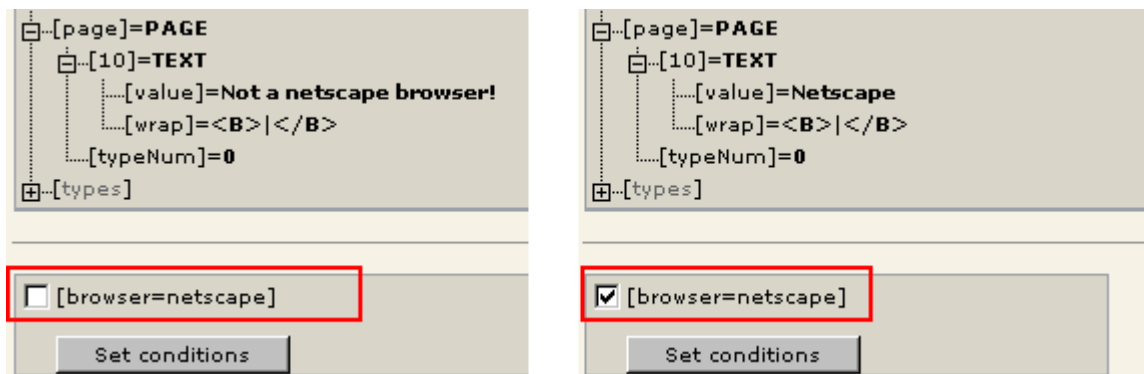 [page]=PAGE
[10]=TEXT
[value]=Not a netscape browser!
[wrap]=<B>|</B>
[typeNum]=0
[types]
[browser=netscape]
Set conditions
[page]=PAGE
[10]=TEXT
[value]=Netscape
[wrap]=<B>|</B>
[typeNum]=0
[types]
[browser=netscape]
Set conditions